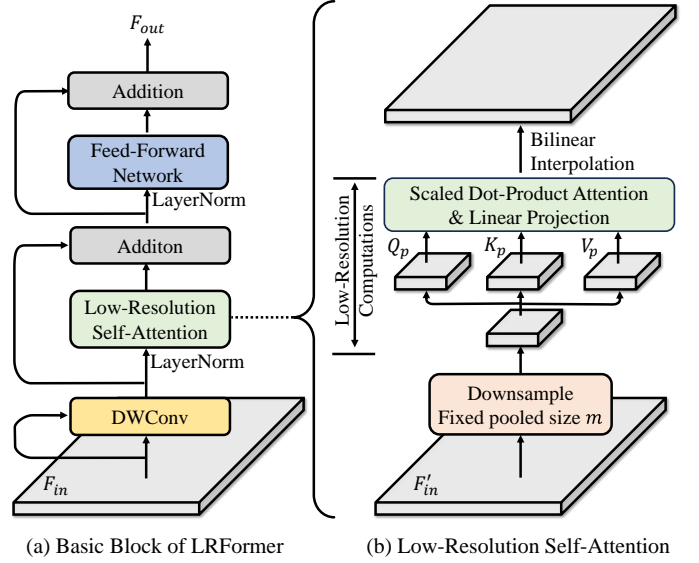 F_out
Addition
Feed-Forward
Network
LayerNorm
Additon
Low-Resolution
Self-Attention
LayerNorm
DWConv
F_in
(a) Basic Block of LRFormer
Bilinear
Interpolation
Scaled Dot-Product Attention
& Linear Projection
Q_p K_p V_p
Low-Resolution
Computations
Downsample
Fixed pooled size m
F'_in
(b) Low-Resolution Self-Attention